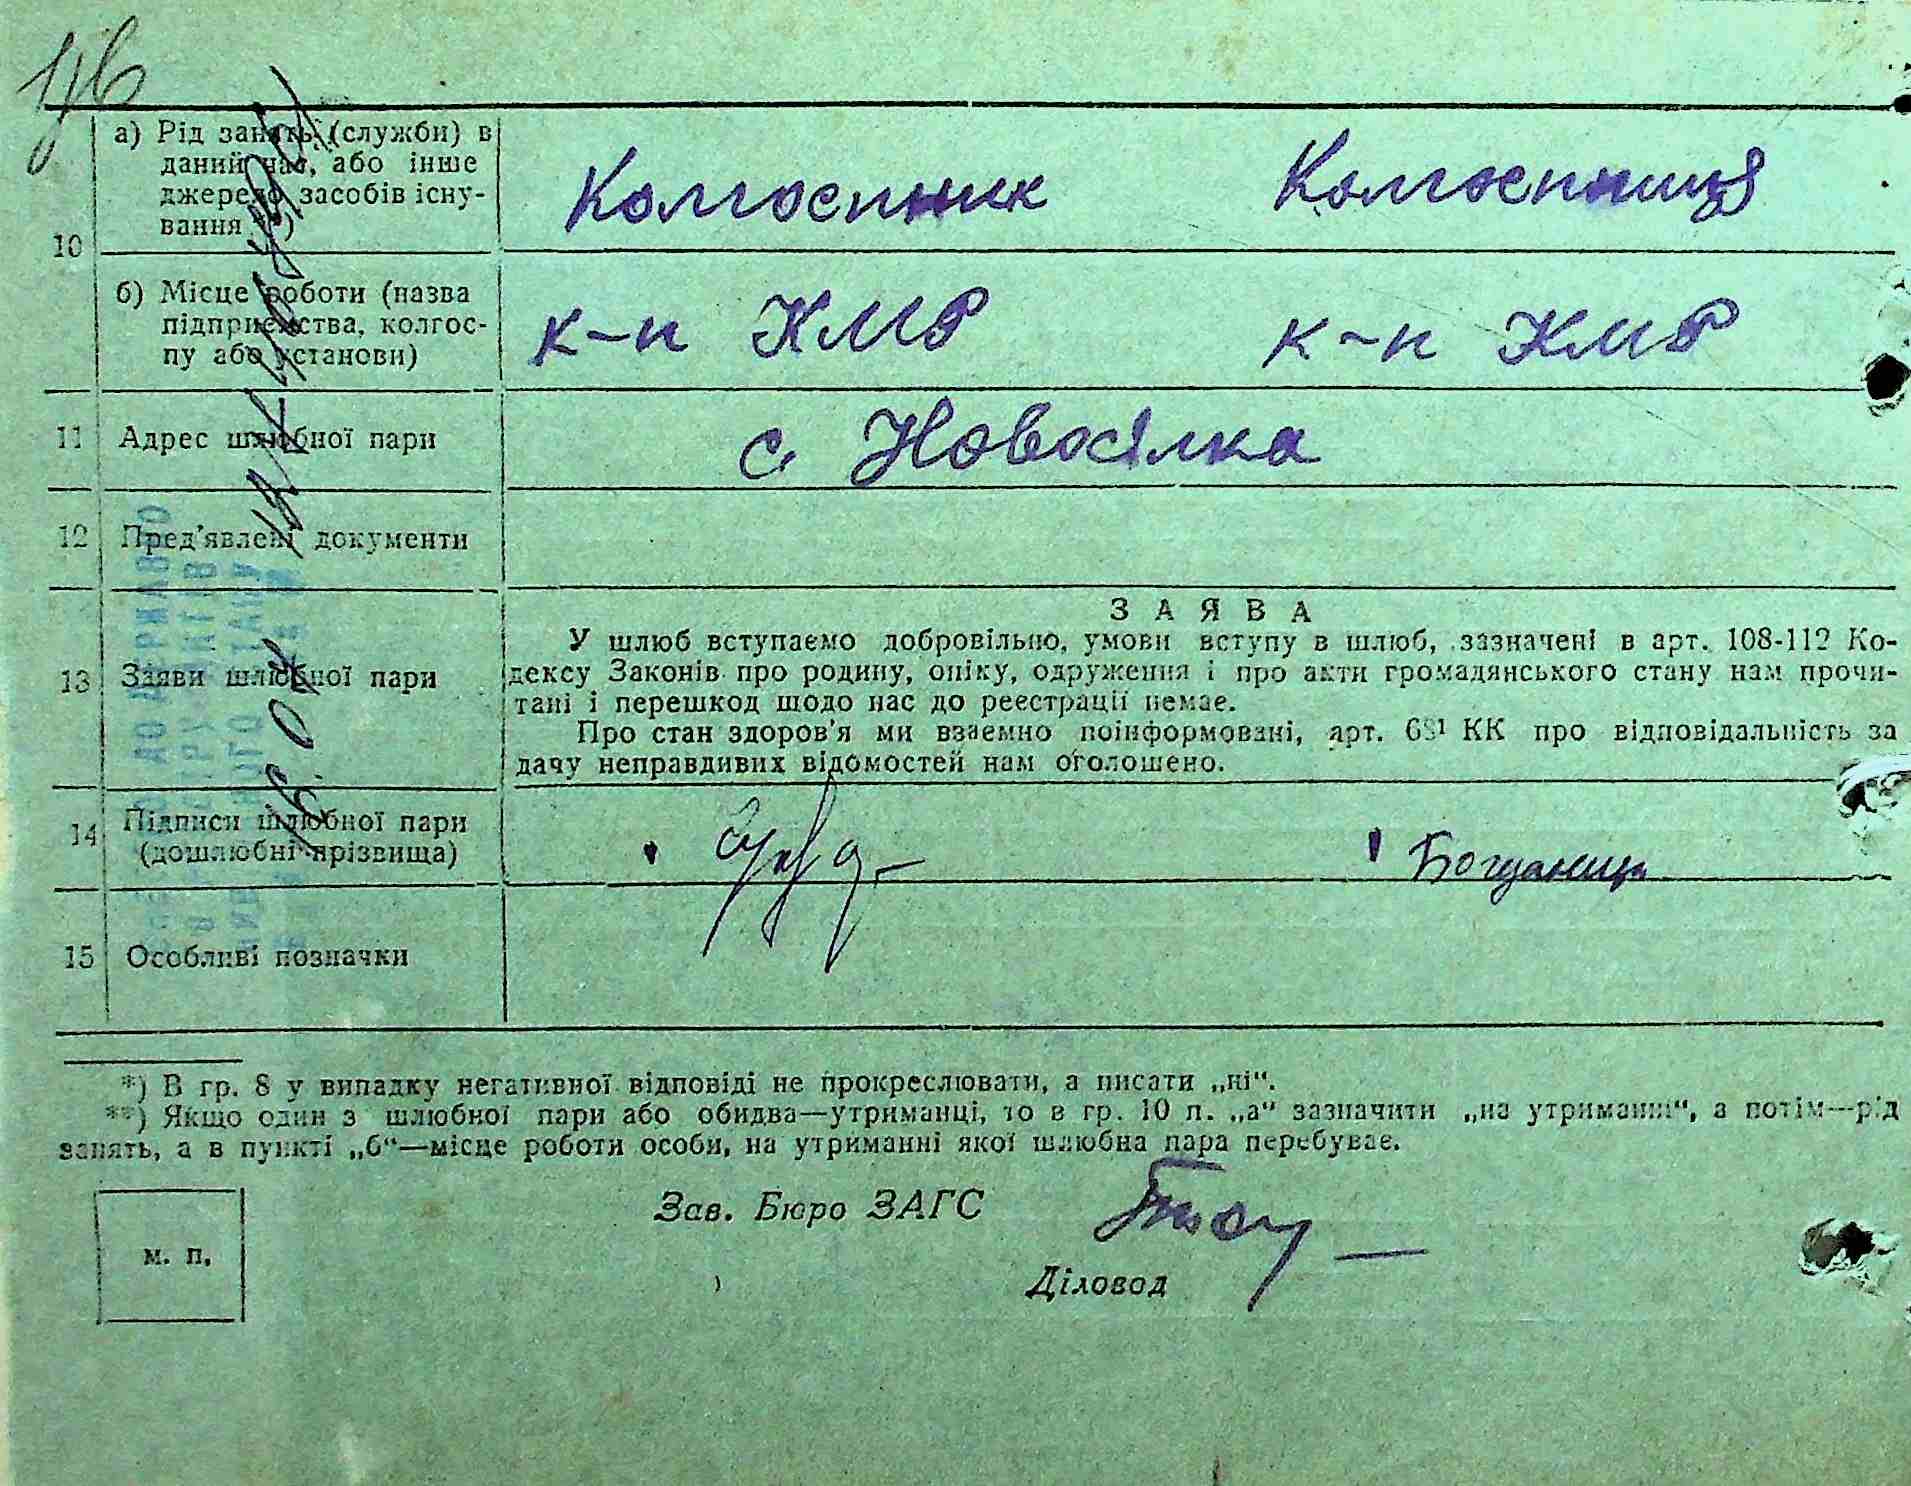 10
а) Рід занять (служби) в
даний час, або інше
джерело засобів існу-
вання **)
Колгоспник Колгоспниця
б) Місце роботи (назва
підприємства, колгос-
пу або установи)
к-п КМР к-п КМР
11 Адрес шлюбної пари
с. Новосілка
12 Пред'явлені документи
13 Заяви шлюбної пари
ЗАЯВА
У шлюб вступаємо добровільно, умови вступу в шлюб, зазначені в арт. 108-112 Ко-
дексу Законів про родину, опіку, одруження і про акти громадянського стану нам прочи-
тані і перешкод щодо нас до реєстрації немає.
Про стан здоров'я ми взаємно поінформовані, арт. 68¹ КК про відповідальність за
дачу неправдивих відомостей нам оголошено.
14 Підписи шлюбної пари
(дошлюбні прізвища)
15 Особливі позначки
*) В гр. 8 у випадку негативної відповіді не прокреслювати, а писати „ні“.
**) Якщо один з шлюбної пари або обидва—утриманці, то в гр. 10 п. „а“ зазначити „на утриманні“, а потім—рід
занять, а в пункті „б“—місце роботи особи, на утриманні якої шлюбна пара перебуває.
Зав. Бюро ЗАГС
м. п.
Діловод